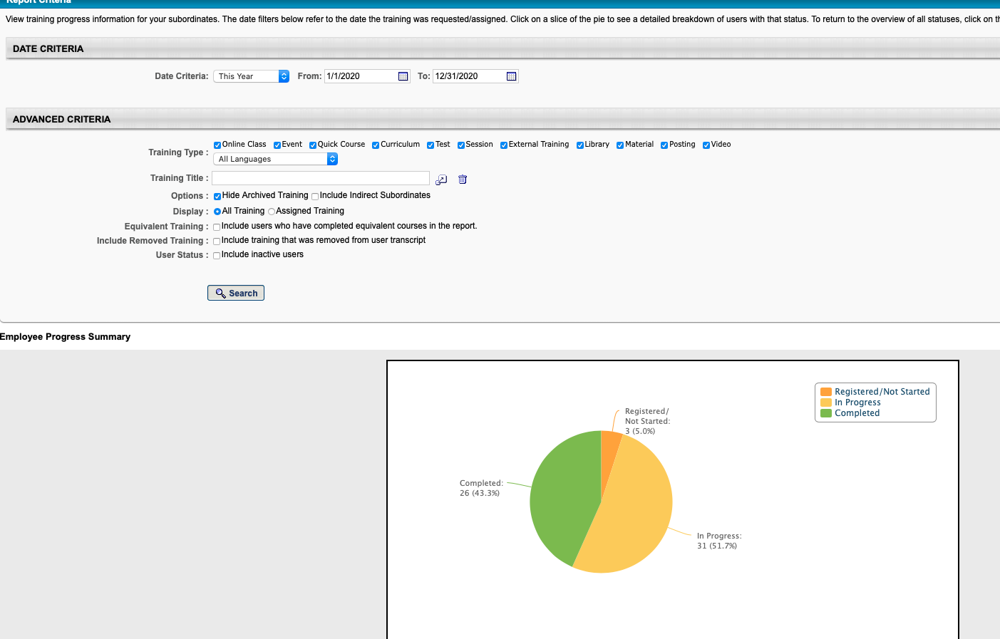 Report Criteria
View training progress information for your subordinates. The date filters below refer to the date the training was requested/assigned. Click on a slice of the pie to see a detailed breakdown of users with that status. To return to the overview of all statuses, click on
DATE CRITERIA
Date Criteria: This Year From: 1/1/2020 To: 12/31/2020
ADVANCED CRITERIA
Training Type : Online Class Event Quick Course Curriculum Test Session External Training Library Material Posting Video
All Languages
Training Title :
Options : Hide Archived Training Include Indirect Subordinates
Display : All Training Assigned Training
Equivalent Training : Include users who have completed equivalent courses in the report.
Include Removed Training : Include training that was removed from user transcript
User Status : Include inactive users
Search
Employee Progress Summary
Registered/Not Started
In Progress
Completed
Registered/
Not Started:
3 (5.0%)
Completed:
26 (43.3%)
In Progress:
31 (51.7%)